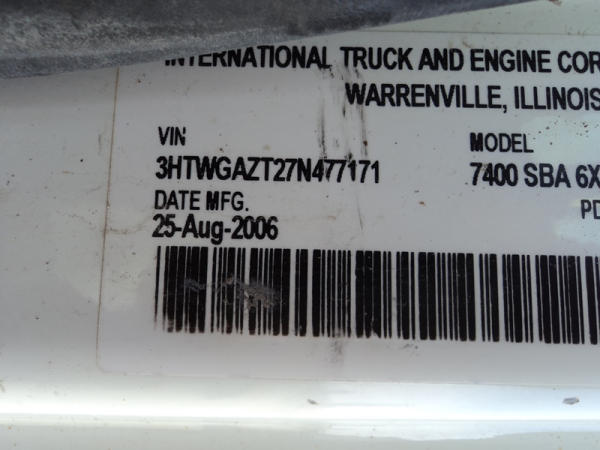 INTERNATIONAL TRUCK AND ENGINE COR
WARRENVILLE, ILLINOIS
VIN MODEL
3HTWGAZT27N477171 7400 SBA 6X
DATE MFG. PD
25-Aug-2006